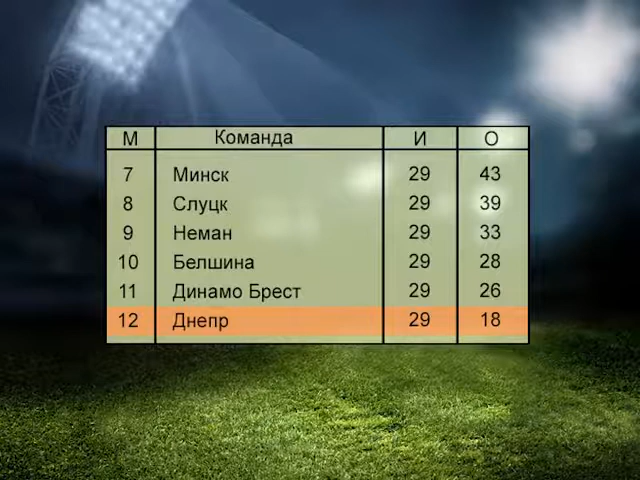 М Команда И О
7 Минск 29 43
8 Слуцк 29 39
9 Неман 29 33
10 Белшина 29 28
11 Динамо Брест 29 26
12 Днепр 29 18